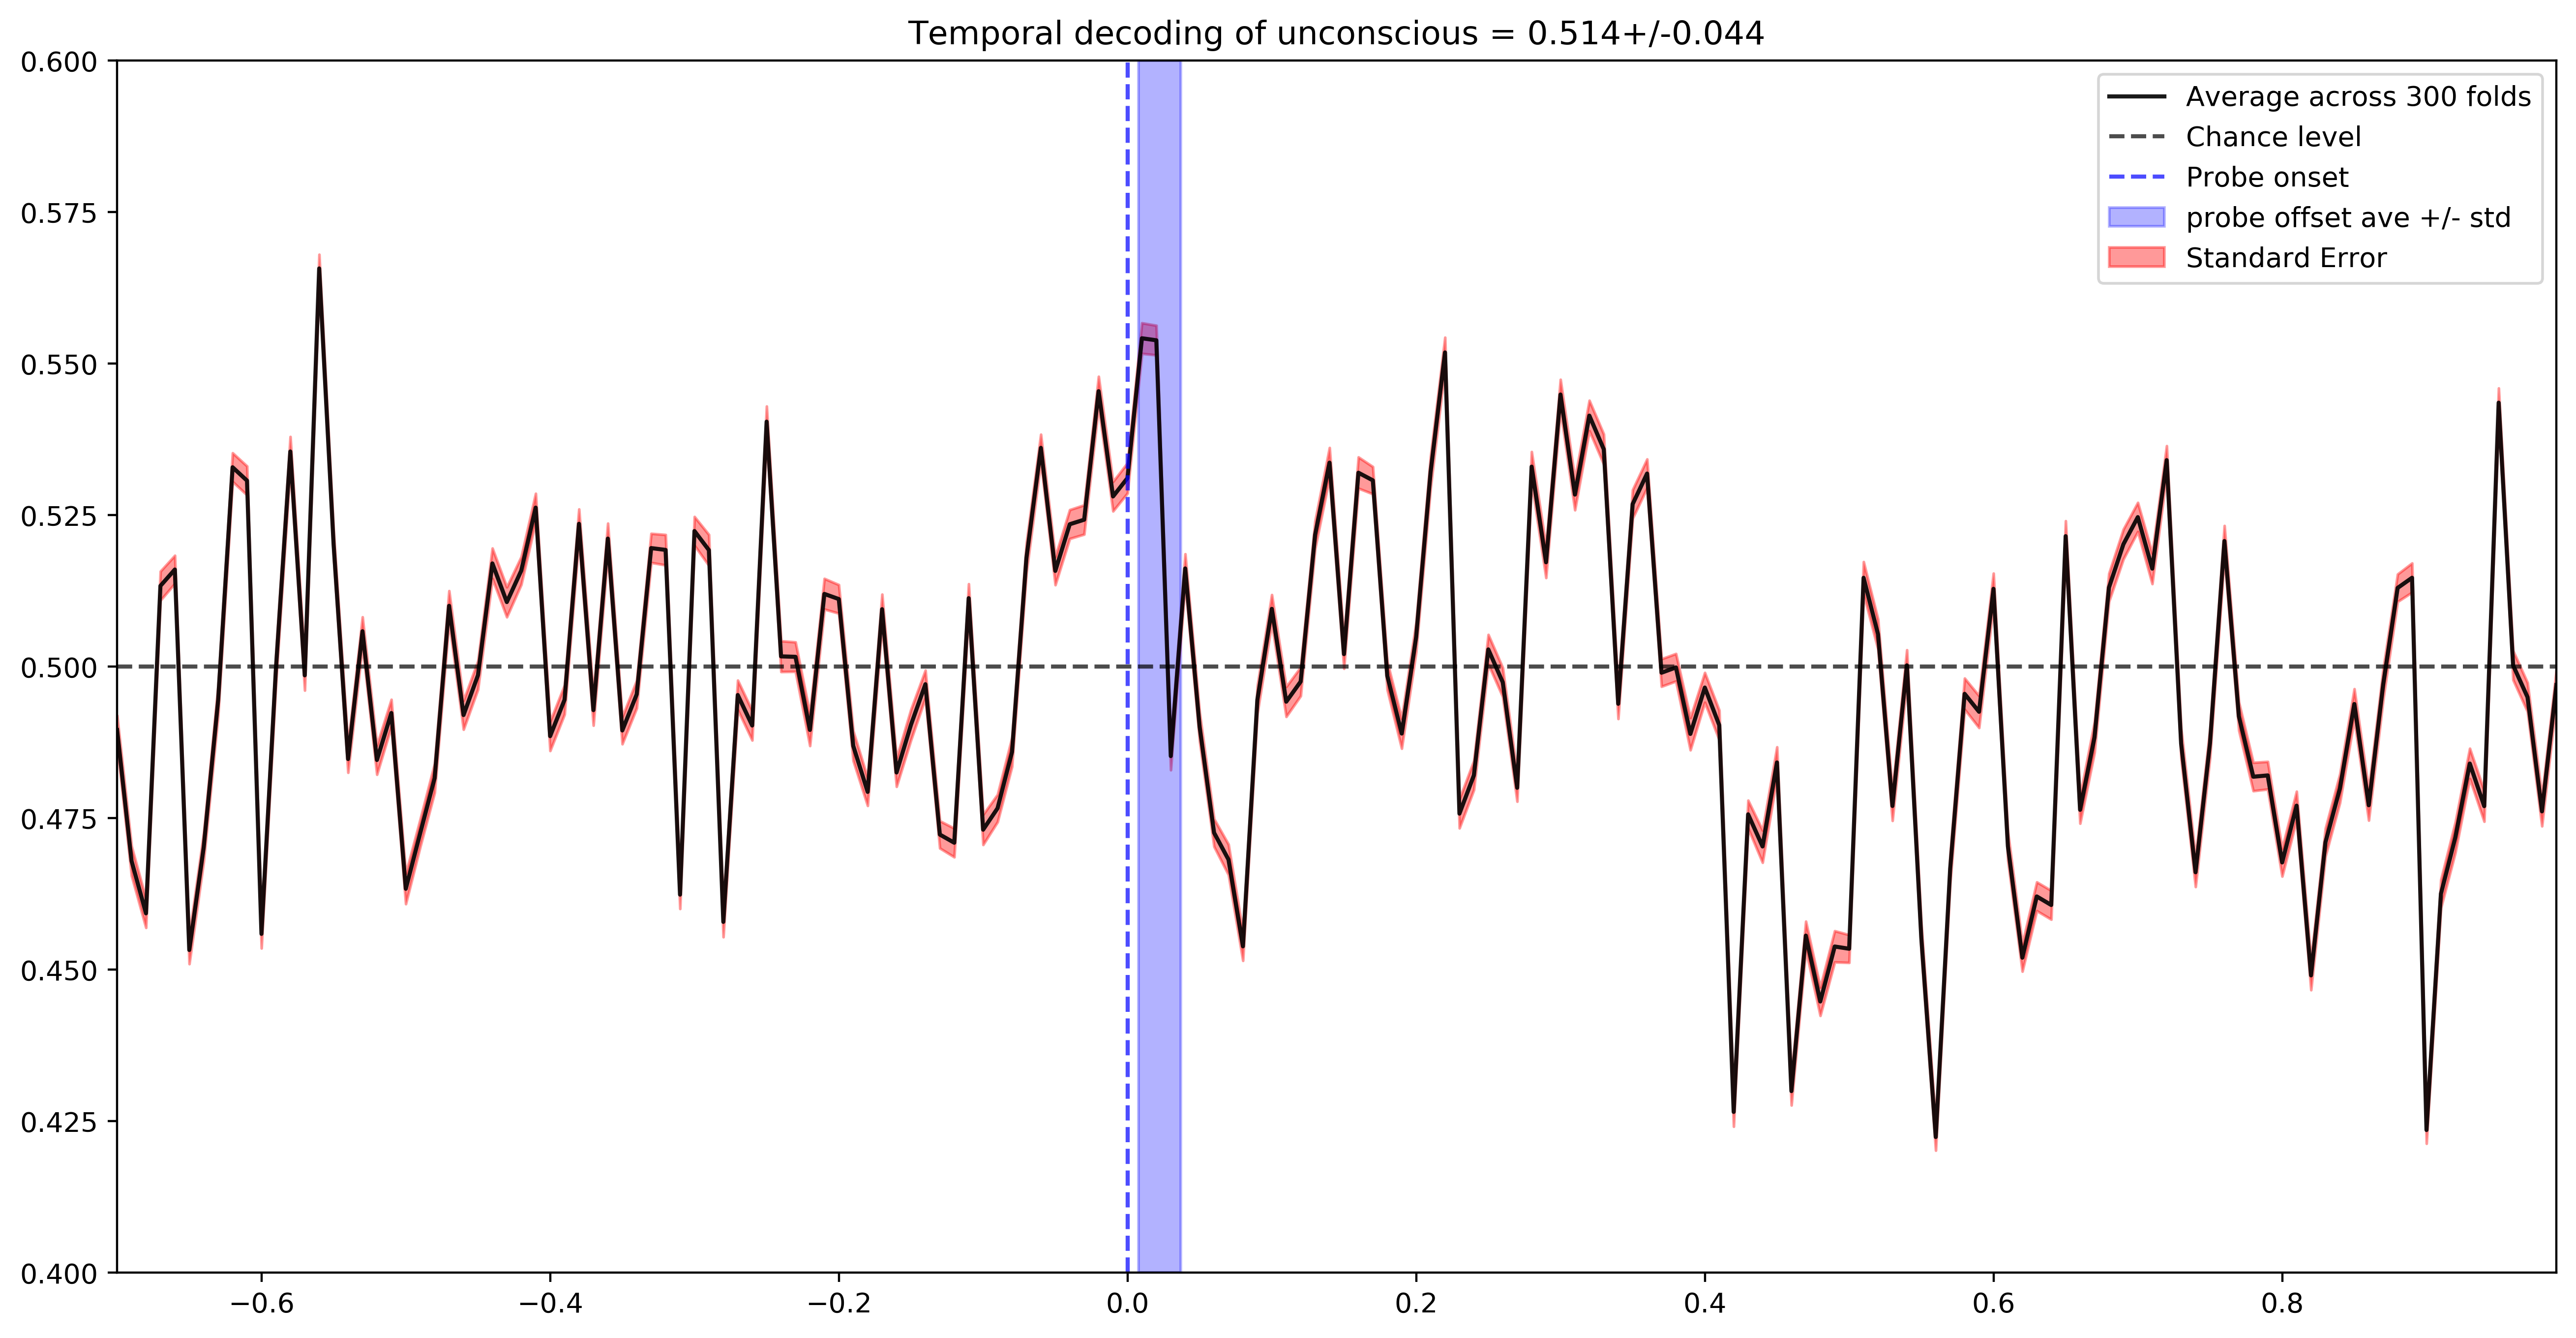 Temporal decoding of unconscious = 0.514+/-0.044
0.600
0.575
0.550
0.525
0.500
0.475
0.450
0.425
0.400
Average across 300 folds
Chance level
Probe onset
probe offset ave +/- std
Standard Error
−0.6
−0.4
−0.2
0.0
0.2
0.4
0.6
0.8